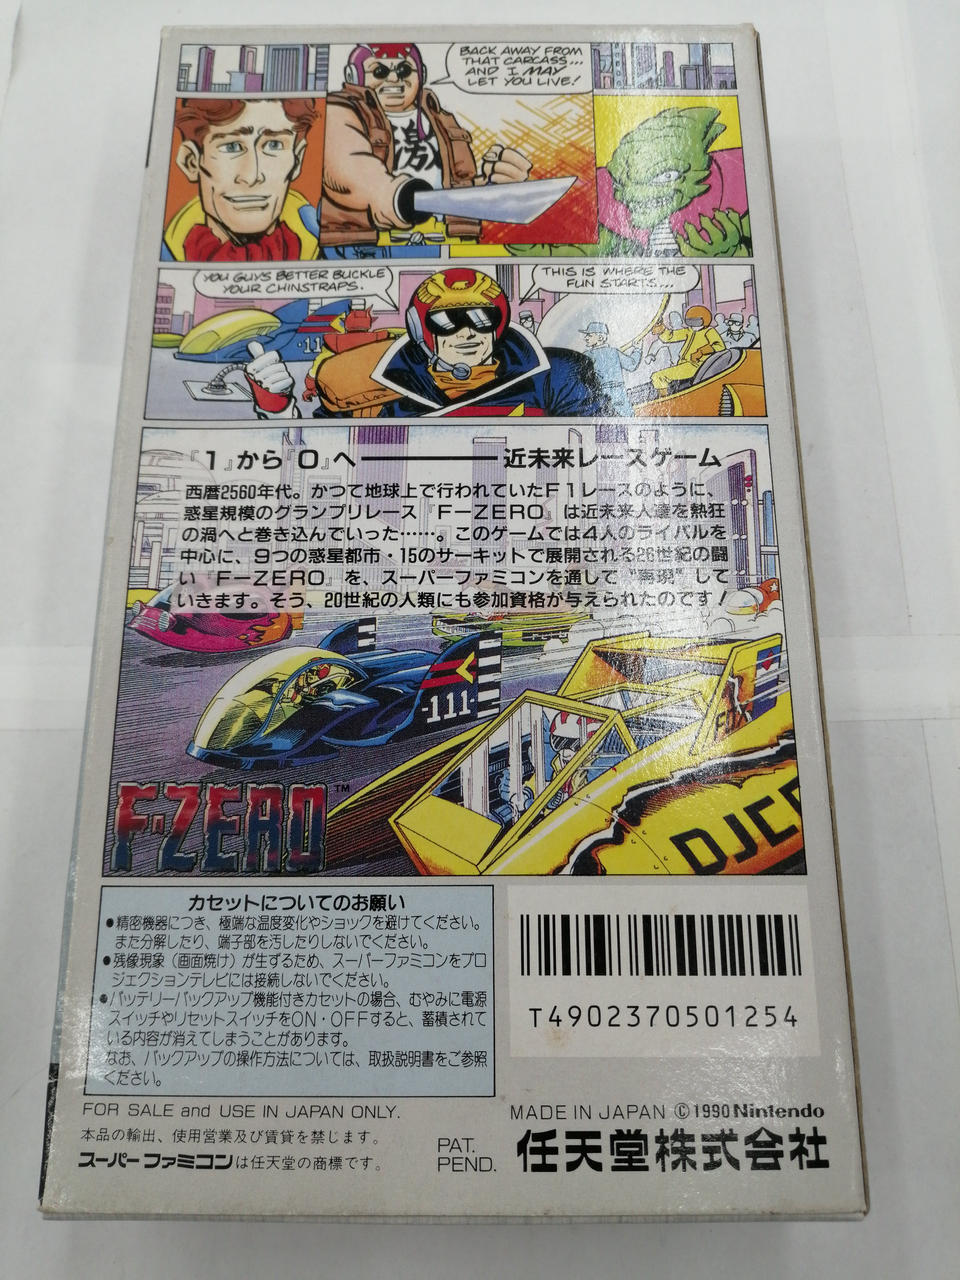 BACK AWAY FROM
THAT CARCASS...
AND I MAY
LET YOU LIVE!
激
YOU GUYS BETTER BUCKLE
YOUR CHINSTRAPS.
THIS IS WHERE THE
FUN STARTS...
11
『1』から『0』へ────近未来レースゲーム
西暦2560年代。かつて地球上で行われていたF1レースのように、
惑星規模のグランプリレース『F-ZERO』は近未来人達を熱狂
の渦へと巻き込んでいった……。このゲームでは4人のライバルを
中心に、9つの惑星都市・15のサーキットで展開される26世紀の闘
い『F-ZERO』を、スーパーファミコンを通して“再現”して
いきます。そう、20世紀の人類にも参加資格が与えられたのです!
-111-
DJCF
F-ZERO™
カセットについてのお願い
●精密機器につき、極端な温度変化やショックを避けてください。
また分解したり、端子部を汚したりしないでください。
●残像現象(画面焼け)が生ずるため、スーパーファミコンをプロ
ジェクションテレビには接続しないでください。
●バッテリーバックアップ機能付きカセットの場合、むやみに電源
スイッチやリセットスイッチをON・OFFすると、蓄積されて
いる内容が消えてしまうことがあります。
なお、バックアップの操作方法については、取扱説明書をご参照
ください。
T4902370501254
FOR SALE and USE IN JAPAN ONLY.
本品の輸出、使用営業及び賃貸を禁じます。
スーパーファミコンは任天堂の商標です。
MADE IN JAPAN ©1990 Nintendo
PAT.
PEND.
任天堂株式会社